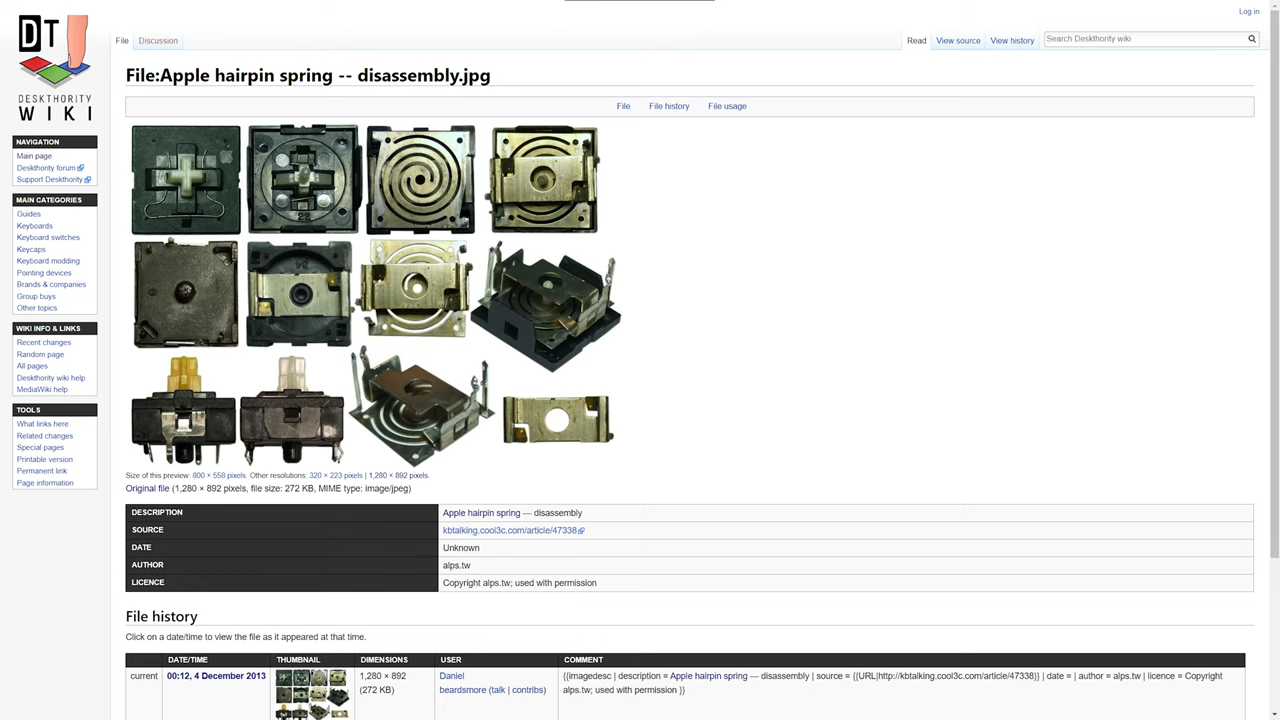 Log in
DT
DESKTHORITY
WIKI
File
Discussion
Read
View source
View history
Search Deskthority wiki
File:Apple hairpin spring -- disassembly.jpg
File
File history
File usage
NAVIGATION
Main page
Deskthority forum
Support Deskthority
MAIN CATEGORIES
Guides
Keyboards
Keyboard switches
Keycaps
Keyboard modding
Pointing devices
Brands & companies
Group buys
Other topics
WIKI INFO & LINKS
Recent changes
Random page
All pages
Deskthority wiki help
MediaWiki help
TOOLS
What links here
Related changes
Special pages
Printable version
Permanent link
Page information
22
Size of this preview: 800 × 558 pixels. Other resolutions: 320 × 223 pixels | 1,280 × 892 pixels.
Original file (1,280 × 892 pixels, file size: 272 KB, MIME type: image/jpeg)
DESCRIPTION Apple hairpin spring — disassembly
SOURCE kbtalking.cool3c.com/article/47338
DATE Unknown
AUTHOR alps.tw
LICENCE Copyright alps.tw; used with permission
File history
Click on a date/time to view the file as it appeared at that time.
DATE/TIME THUMBNAIL DIMENSIONS USER COMMENT
current 00:12, 4 December 2013 1,280 × 892 Daniel {{imagedesc | description = Apple hairpin spring — disassembly | source = {{URL|http://kbtalking.cool3c.com/article/47338}} | date = | author = alps.tw | licence = Copyright
(272 KB) beardsmore (talk | contribs) alps.tw; used with permission }}